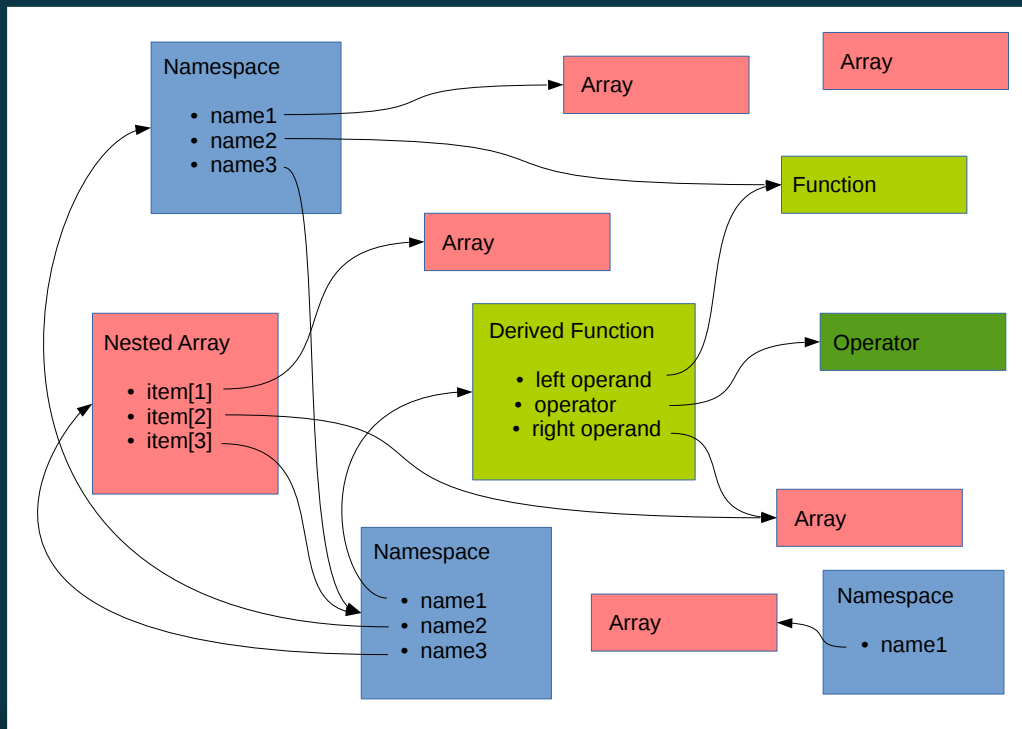 Namespace
• name1
• name2
• name3
Array
Array
Function
Array
Nested Array
• item[1]
• item[2]
• item[3]
Derived Function
• left operand
• operator
• right operand
Operator
Array
Namespace
• name1
• name2
• name3
Array
Namespace
• name1